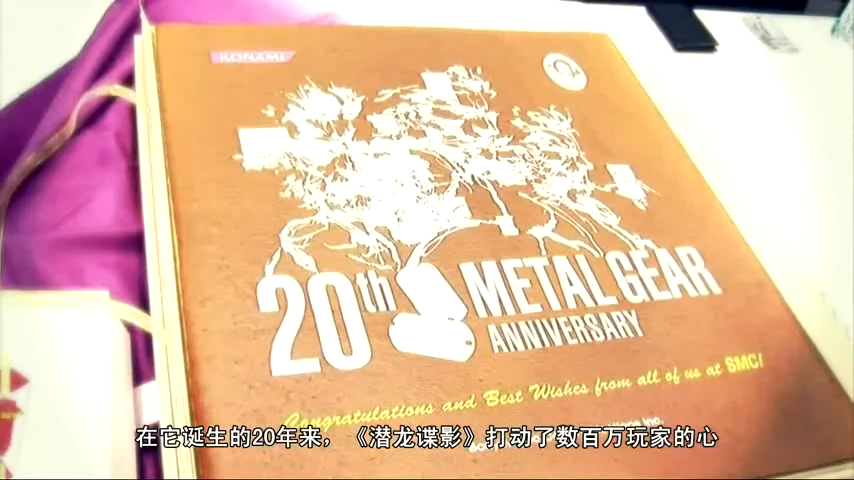 KONAMI
20th METAL GEAR
ANNIVERSARY
Congratulations and Best Wishes from all of us at SMC!
Inc.
在它诞生的20年来，《潜龙谍影》打动了数百万玩家的心